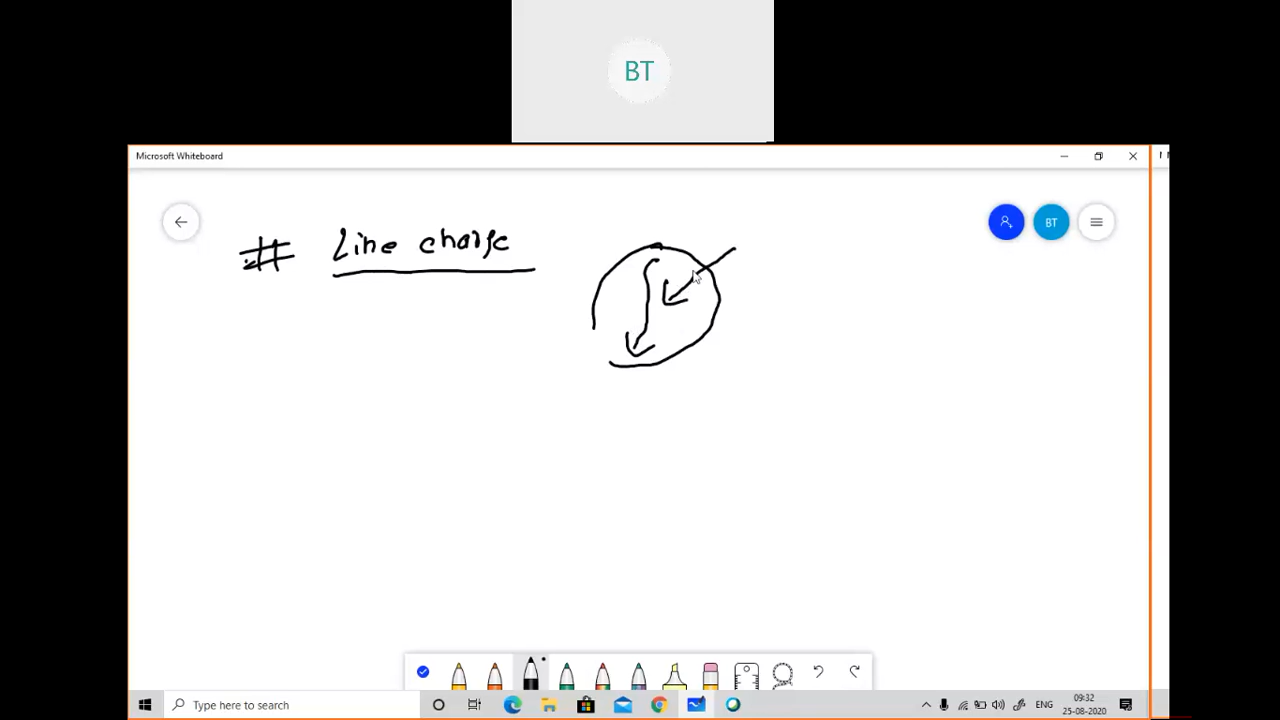 BT
Microsoft Whiteboard
# Line charge
BT
Type here to search
ENG
09:32
25-08-2020